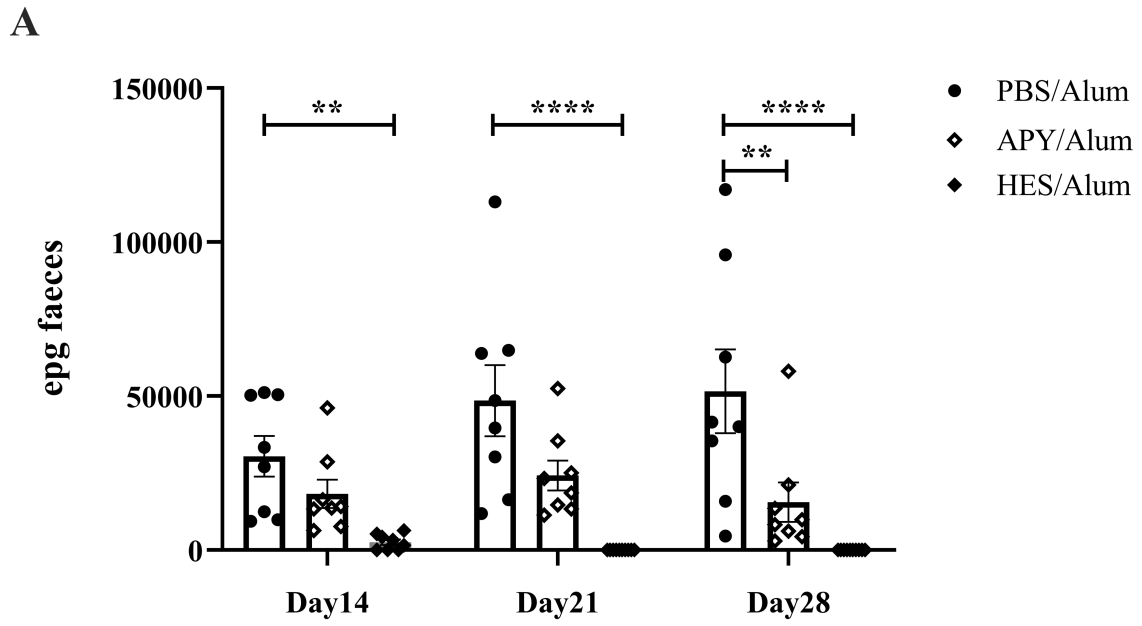 A
150000
100000
50000
0
epg faeces
** **** ****
**
PBS/Alum
APY/Alum
HES/Alum
Day14 Day21 Day28